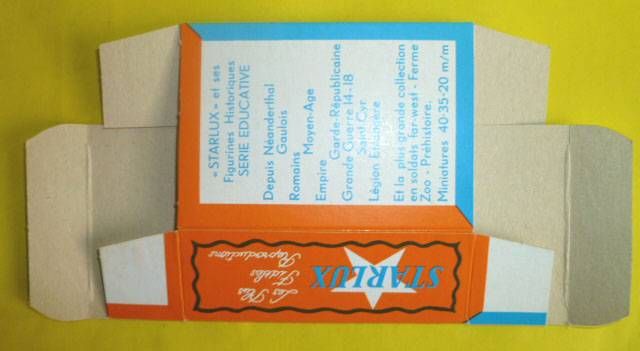 « STARLUX » et ses
Figurines Historiques
SERIE EDUCATIVE
Depuis Néanderthal
Gaulois
Romains
Moyen-Age
Empire
Garde-Républicaine
Grande Guerre 14-18
Saint Cyr
Légion Etrangère
Et la plus grande collection
en soldats far-west - Ferme
Zoo - Préhistoire.
Miniatures 40-35-20 m/m
STARLUX
Les Plus
Fidèles
Reproductions